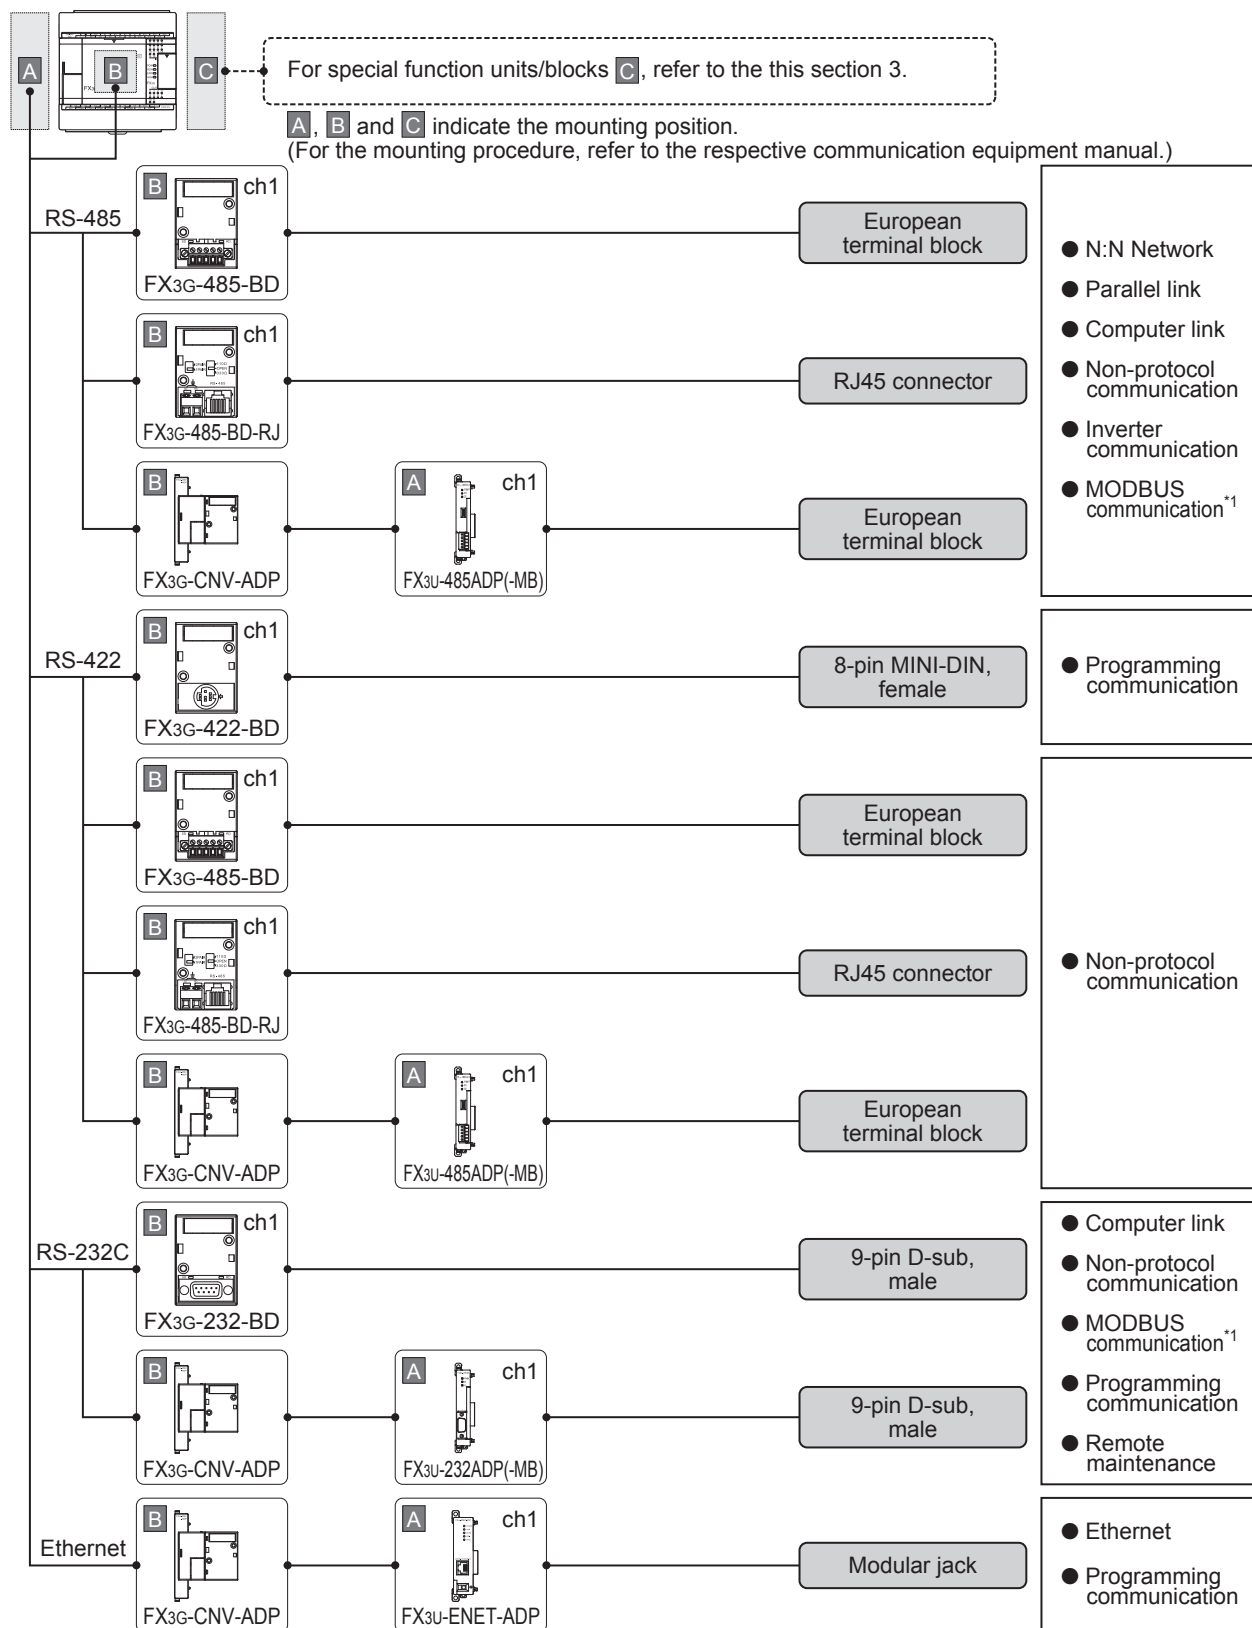 A
B
C
For special function units/blocks C, refer to the this section 3.
A, B and C indicate the mounting position.
(For the mounting procedure, refer to the respective communication equipment manual.)
RS-485
B ch1
FX3G-485-BD
European
terminal block
B ch1
FX3G-485-BD-RJ
RJ45 connector
B
FX3G-CNV-ADP
A ch1
FX3U-485ADP(-MB)
European
terminal block
● N:N Network
● Parallel link
● Computer link
● Non-protocol
communication
● Inverter
communication
● MODBUS
communication*1
RS-422
B ch1
FX3G-422-BD
8-pin MINI-DIN,
female
● Programming
communication
B ch1
FX3G-485-BD
European
terminal block
B ch1
FX3G-485-BD-RJ
RJ45 connector
B
FX3G-CNV-ADP
A ch1
FX3U-485ADP(-MB)
European
terminal block
● Non-protocol
communication
RS-232C
B ch1
FX3G-232-BD
9-pin D-sub,
male
B
FX3G-CNV-ADP
A ch1
FX3U-232ADP(-MB)
9-pin D-sub,
male
● Computer link
● Non-protocol
communication
● MODBUS
communication*1
● Programming
communication
● Remote
maintenance
Ethernet
B
FX3G-CNV-ADP
A ch1
FX3U-ENET-ADP
Modular jack
● Ethernet
● Programming
communication